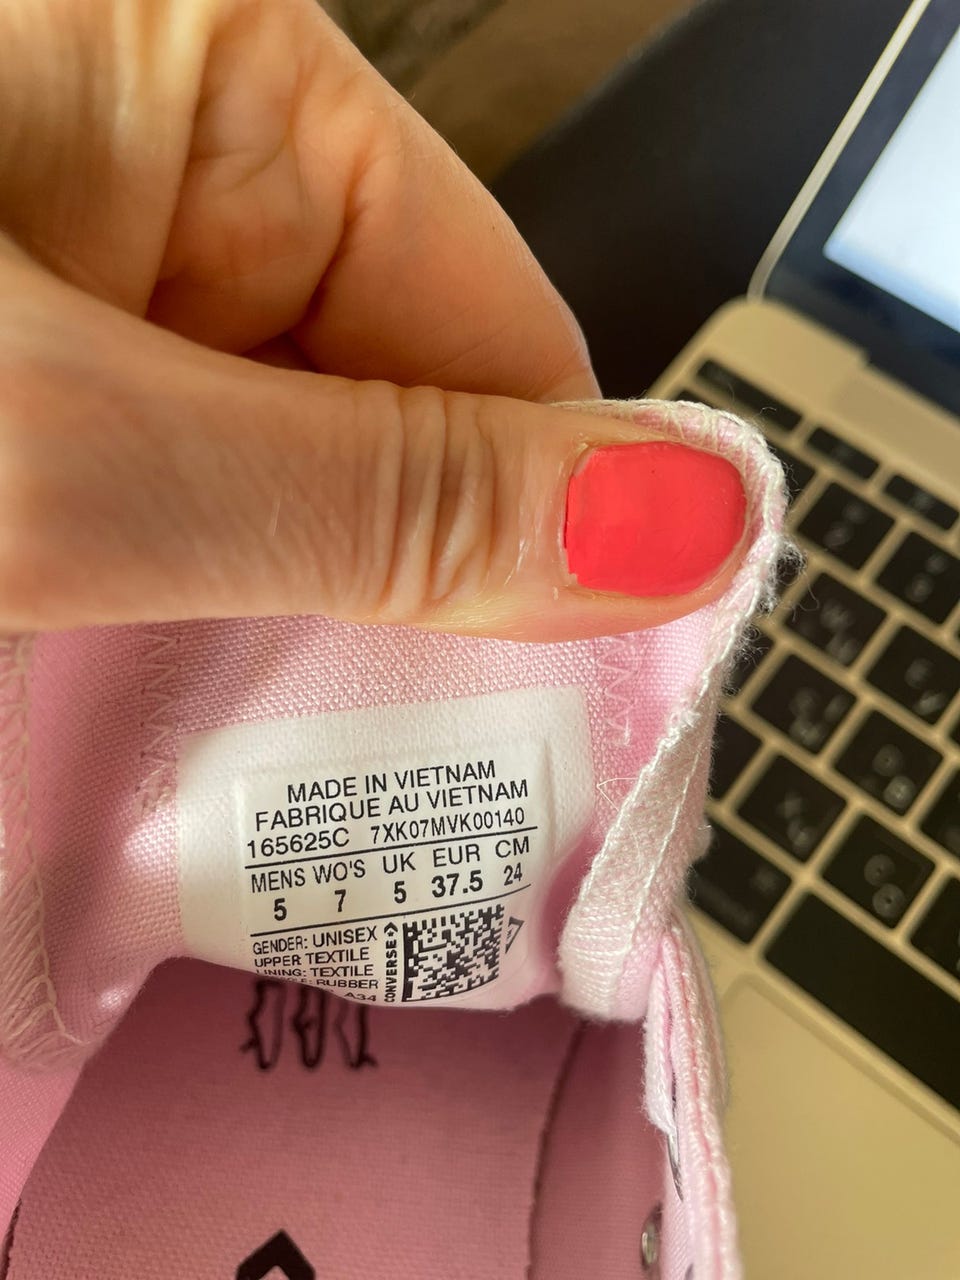 MADE IN VIETNAM
FABRIQUE AU VIETNAM
165625C 7XK07MVK00140
MENS WO'S UK EUR CM
5 7 5 37.5 24
GENDER: UNISEX
UPPER: TEXTILE
LINING: TEXTILE
RUBBER
A34
CONVERSE